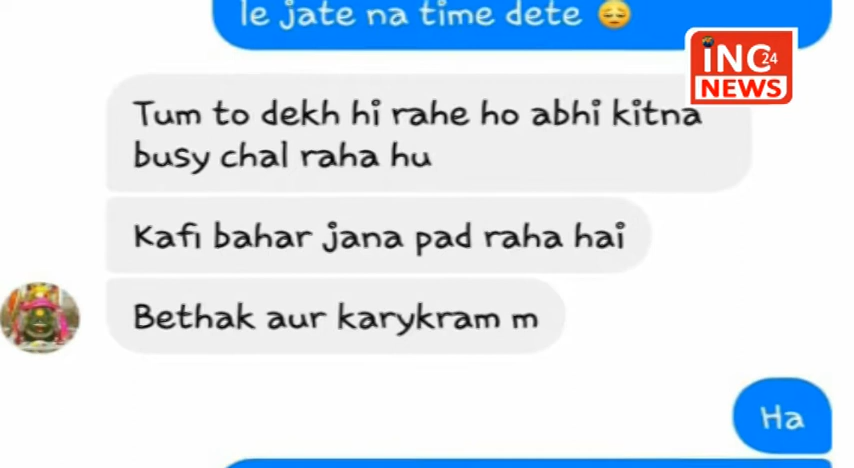 le jate na time dete 😔
iNC 24
NEWS
Tum to dekh hi rahe ho abhi kitna
busy chal raha hu
Kafi bahar jana pad raha hai
Bethak aur karykram m
Ha